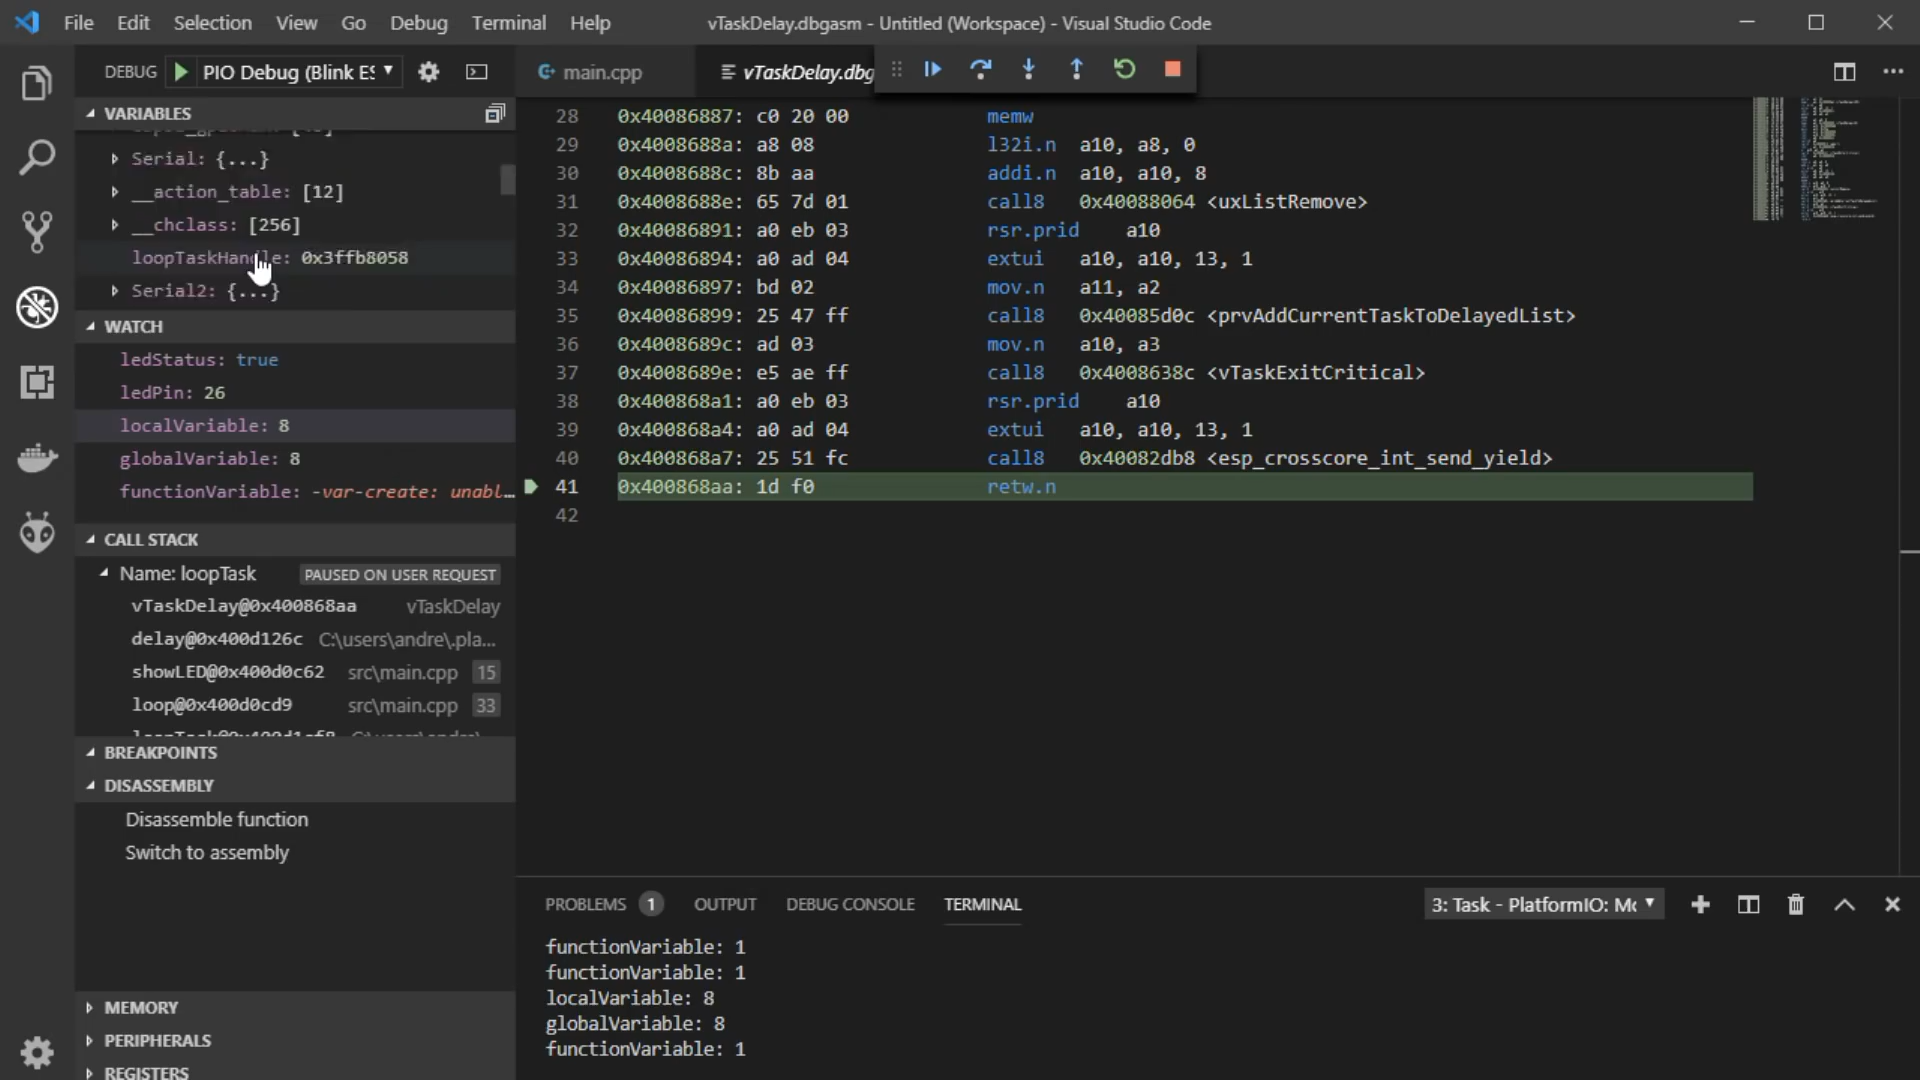 File Edit Selection View Go Debug Terminal Help vTaskDelay.dbgasm - Untitled (Workspace) - Visual Studio Code
DEBUG PIO Debug (Blink ES
main.cpp
vTaskDelay.dbg
VARIABLES
Serial: {...}
__action_table: [12]
__chclass: [256]
loopTaskHandle: 0x3ffb8058
Serial2: {...}
WATCH
ledStatus: true
ledPin: 26
localVariable: 8
globalVariable: 8
functionVariable: -var-create: unabl…
CALL STACK
Name: loopTask PAUSED ON USER REQUEST
vTaskDelay@0x400868aa vTaskDelay
delay@0x400d126c C:\users\andre\.pla...
showLED@0x400d0c62 src\main.cpp 15
loop@0x400d0cd9 src\main.cpp 33
BREAKPOINTS
DISASSEMBLY
Disassemble function
Switch to assembly
MEMORY
PERIPHERALS
REGISTERS
28 0x40086887: c0 20 00 memw
29 0x4008688a: a8 08 l32i.n a10, a8, 0
30 0x4008688c: 8b aa addi.n a10, a10, 8
31 0x4008688e: 65 7d 01 call8 0x40088064 <uxListRemove>
32 0x40086891: a0 eb 03 rsr.prid a10
33 0x40086894: a0 ad 04 extui a10, a10, 13, 1
34 0x40086897: bd 02 mov.n a11, a2
35 0x40086899: 25 47 ff call8 0x40085d0c <prvAddCurrentTaskToDelayedList>
36 0x4008689c: ad 03 mov.n a10, a3
37 0x4008689e: e5 ae ff call8 0x4008638c <vTaskExitCritical>
38 0x400868a1: a0 eb 03 rsr.prid a10
39 0x400868a4: a0 ad 04 extui a10, a10, 13, 1
40 0x400868a7: 25 51 fc call8 0x40082db8 <esp_crosscore_int_send_yield>
41 0x400868aa: 1d f0 retw.n
42
PROBLEMS 1 OUTPUT DEBUG CONSOLE TERMINAL 3: Task - PlatformIO: Mc
functionVariable: 1
functionVariable: 1
localVariable: 8
globalVariable: 8
functionVariable: 1